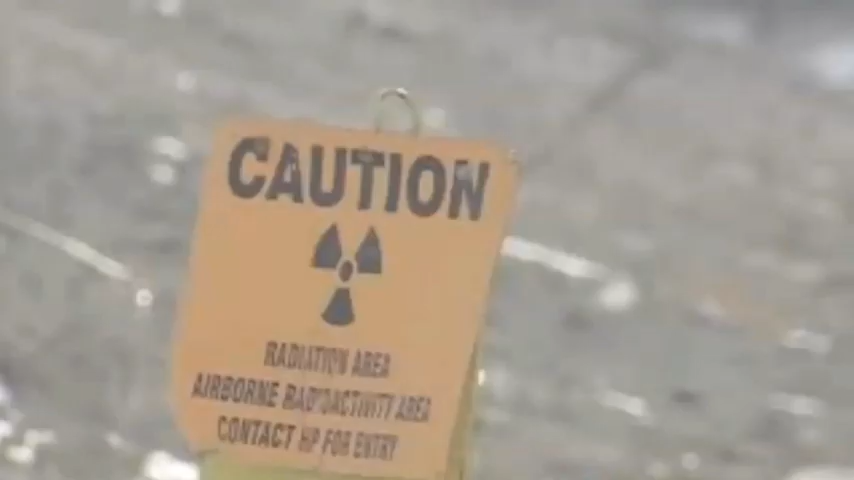 CAUTION
RADIATION AREA
AIRBORNE RADIOACTIVITY AREA
CONTACT HP FOR ENTRY